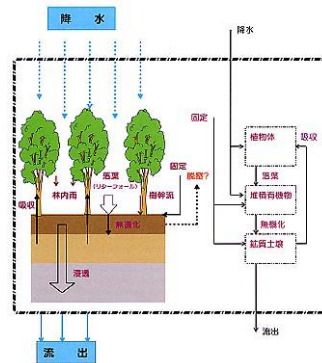 降 水
降水
固定
植物体
吸収
落葉
堆積有機物
無機化
鉱質土壌
流出
固定
脱窒?
落葉
(リターフォール)
林内雨
樹幹流
吸収
無機化
浸透
流 出